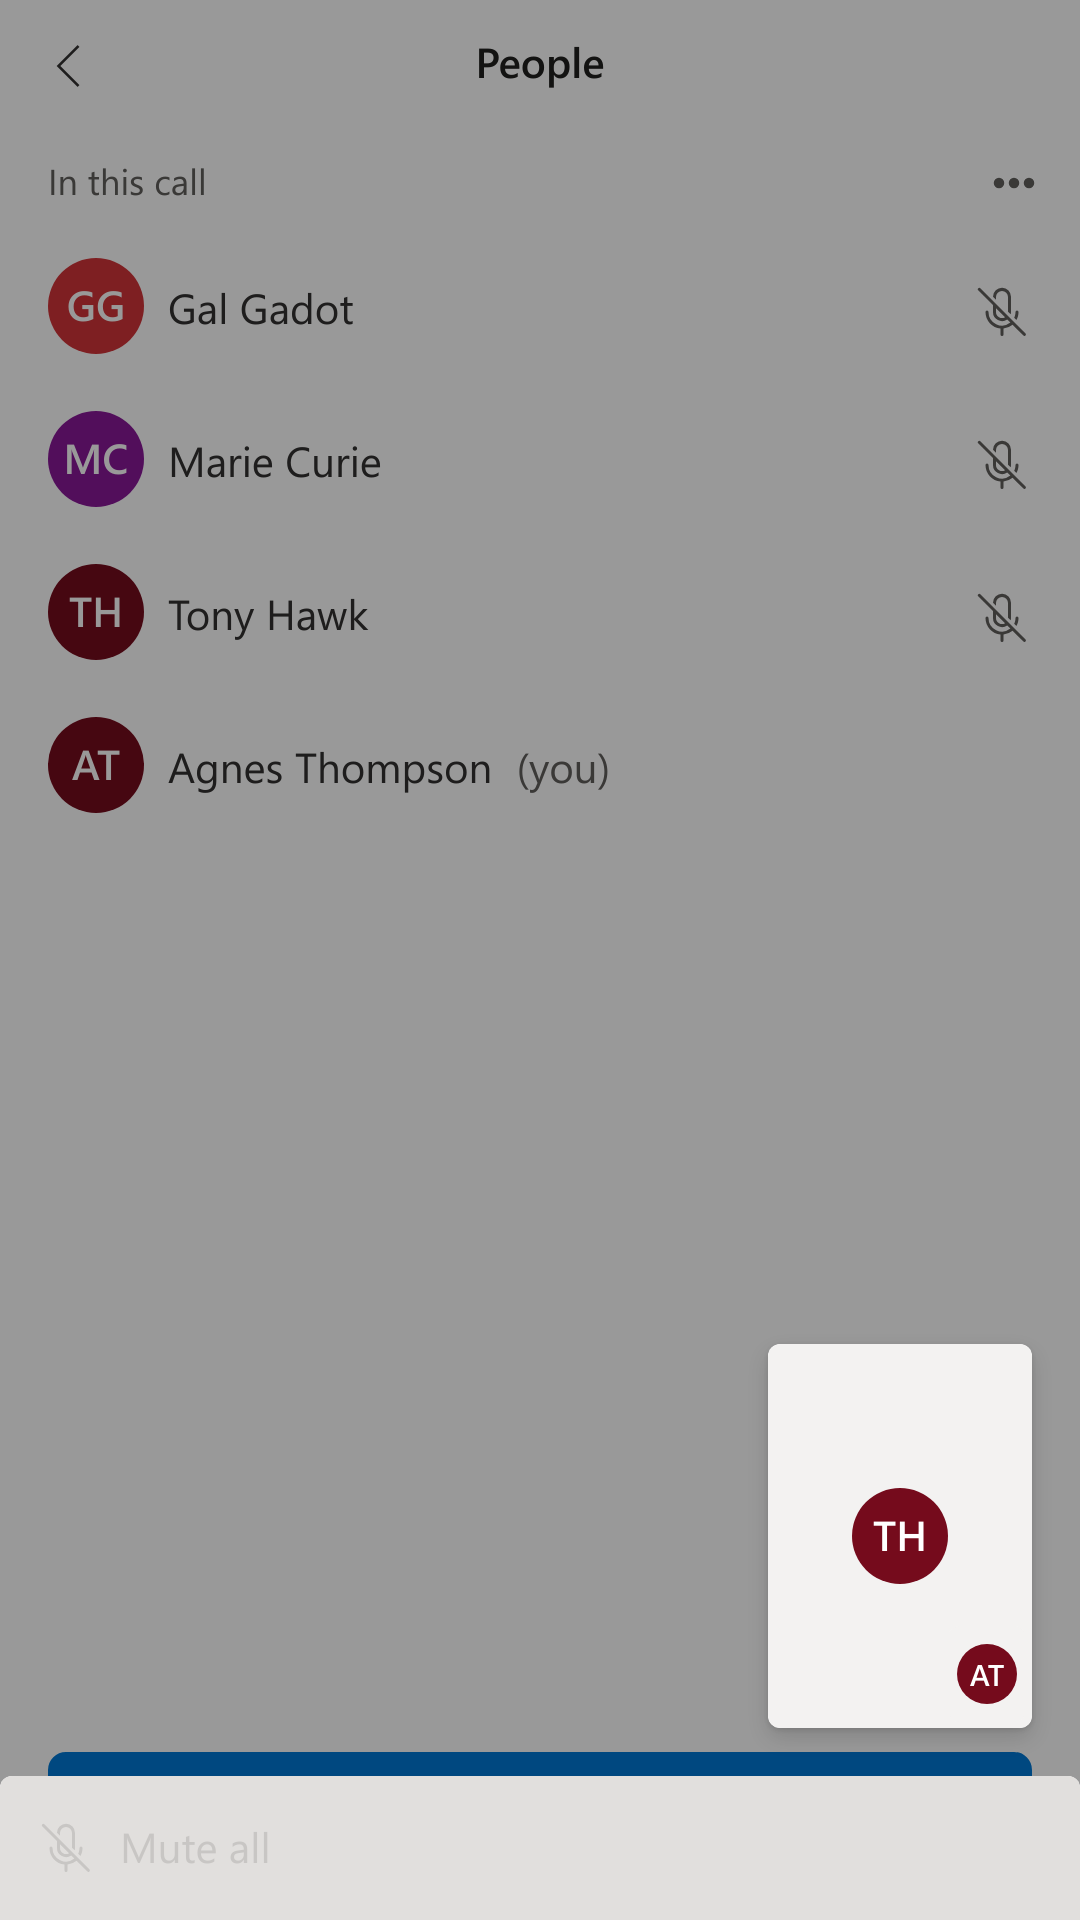 People
In this call
GG Gal Gadot
MC Marie Curie
TH Tony Hawk
AT Agnes Thompson (you)
TH
AT
Mute all